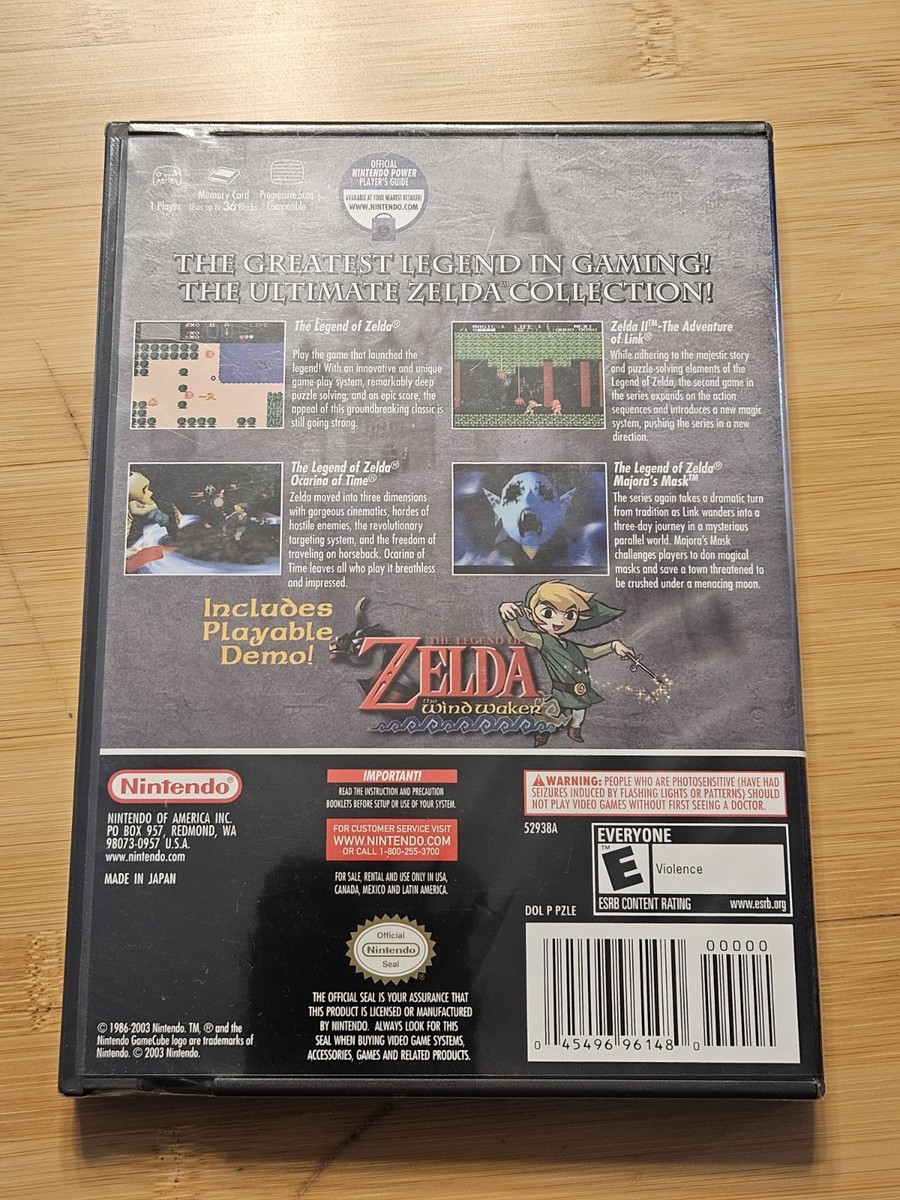 1 Player
Memory Card
Uses up to 36 Blocks
Progressive Scan
Compatible
OFFICIAL
NINTENDO POWER
PLAYER'S GUIDE
AVAILABLE AT YOUR NEAREST RETAILER!
WWW.NINTENDO.COM
THE GREATEST LEGEND IN GAMING!
THE ULTIMATE ZELDA™ COLLECTION!
The Legend of Zelda®
Play the game that launched the
legend! With an innovative and unique
game-play system, remarkably deep
puzzle solving, and an epic score, the
appeal of this groundbreaking classic is
still going strong.
Zelda II™-The Adventure
of Link®
While adhering to the majestic story
and puzzle-solving elements of the
Legend of Zelda, the second game in
the series expands on the action
sequences and introduces a new magic
system, pushing the series in a new
direction.
The Legend of Zelda®
Ocarina of Time®
Zelda moved into three dimensions
with gorgeous cinematics, hordes of
hostile enemies, the revolutionary
targeting system, and the freedom of
traveling on horseback. Ocarina of
Time leaves all who play it breathless
and impressed.
The Legend of Zelda®
Majora's Mask™
The series again takes a dramatic turn
from tradition as Link wanders into a
three-day journey in a mysterious
parallel world. Majora's Mask
challenges players to don magical
masks and save a town threatened to
be crushed under a menacing moon.
Includes
Playable
Demo!
THE LEGEND OF
ZELDA
the Wind Waker
Nintendo®
NINTENDO OF AMERICA INC.
PO BOX 957, REDMOND, WA
98073-0957 U.S.A.
www.nintendo.com
MADE IN JAPAN
© 1986-2003 Nintendo. TM, ® and the
Nintendo GameCube logo are trademarks of
Nintendo. © 2003 Nintendo.
IMPORTANT!
READ THE INSTRUCTION AND PRECAUTION
BOOKLETS BEFORE SETUP OR USE OF YOUR SYSTEM.
FOR CUSTOMER SERVICE VISIT
WWW.NINTENDO.COM
OR CALL 1-800-255-3700
FOR SALE, RENTAL AND USE ONLY IN USA,
CANADA, MEXICO AND LATIN AMERICA.
Official
Nintendo
Seal
THE OFFICIAL SEAL IS YOUR ASSURANCE THAT
THIS PRODUCT IS LICENSED OR MANUFACTURED
BY NINTENDO. ALWAYS LOOK FOR THIS
SEAL WHEN BUYING VIDEO GAME SYSTEMS,
ACCESSORIES, GAMES AND RELATED PRODUCTS.
WARNING: PEOPLE WHO ARE PHOTOSENSITIVE (HAVE HAD
SEIZURES INDUCED BY FLASHING LIGHTS OR PATTERNS) SHOULD
NOT PLAY VIDEO GAMES WITHOUT FIRST SEEING A DOCTOR.
52938A
EVERYONE
E™
Violence
ESRB CONTENT RATING www.esrb.org
DOL P PZLE
00000
0 45496 96148 0